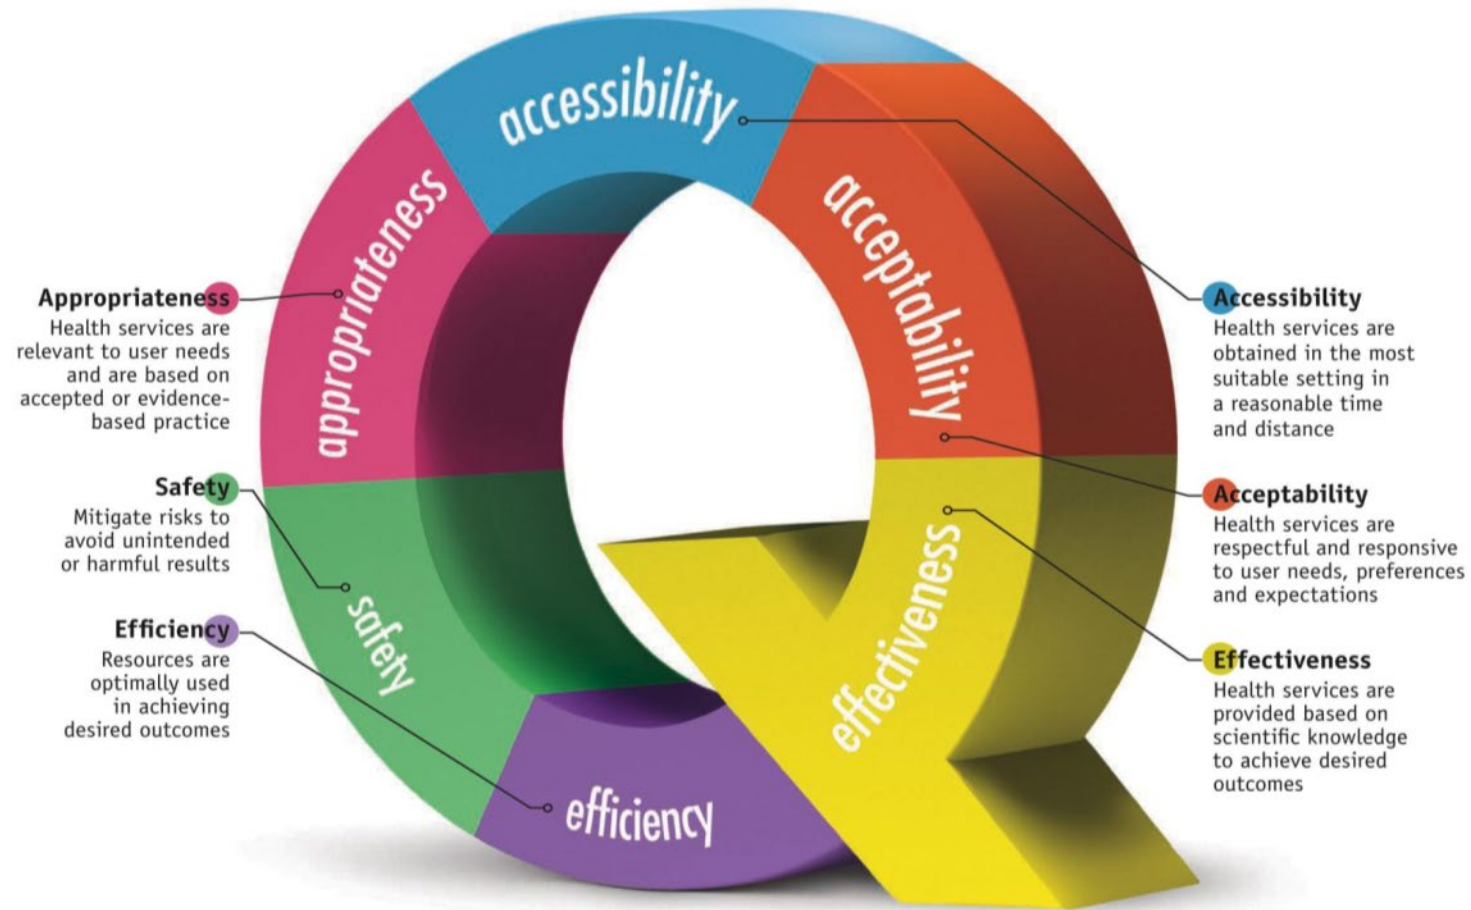 accessibility
acceptability
appropriateness
effectiveness
safety
efficiency
Appropriateness
Health services are
relevant to user needs
and are based on
accepted or evidence-
based practice
Safety
Mitigate risks to
avoid unintended
or harmful results
Efficiency
Resources are
optimally used
in achieving
desired outcomes
Accessibility
Health services are
obtained in the most
suitable setting in
a reasonable time
and distance
Acceptability
Health services are
respectful and responsive
to user needs, preferences
and expectations
Effectiveness
Health services are
provided based on
scientific knowledge
to achieve desired
outcomes